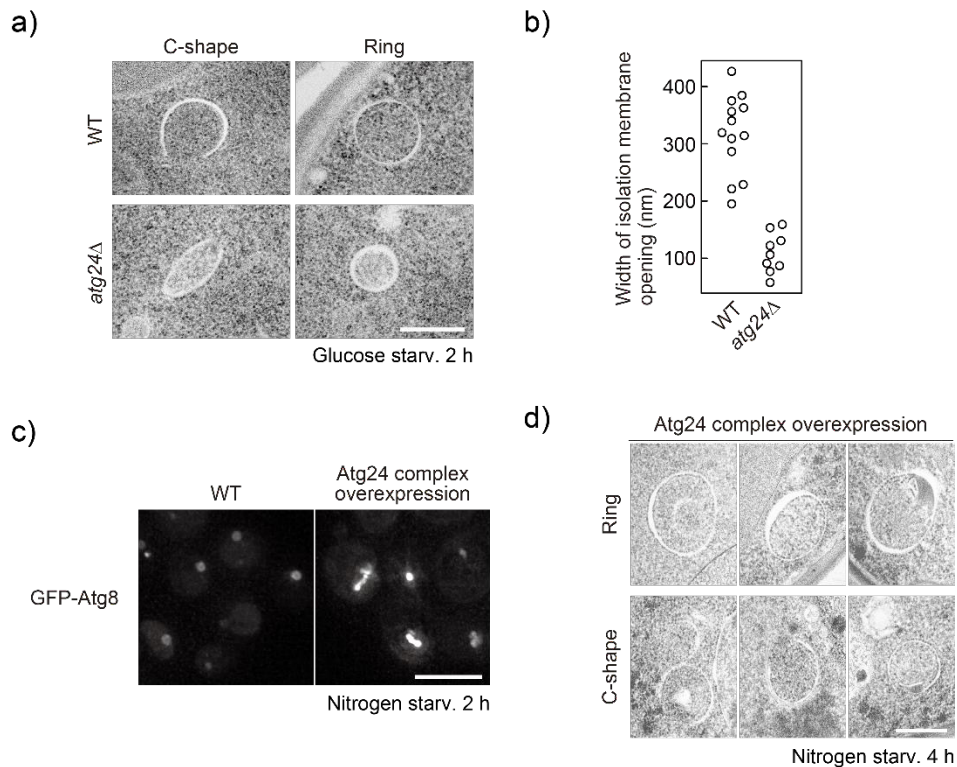 a)
C-shape
Ring
WT
atg24Δ
Glucose starv. 2 h
b)
Width of isolation membrane
opening (nm)
400
300
200
100
WT
atg24Δ
c)
WT
Atg24 complex
overexpression
GFP-Atg8
Nitrogen starv. 2 h
d)
Atg24 complex overexpression
Ring
C-shape
Nitrogen starv. 4 h